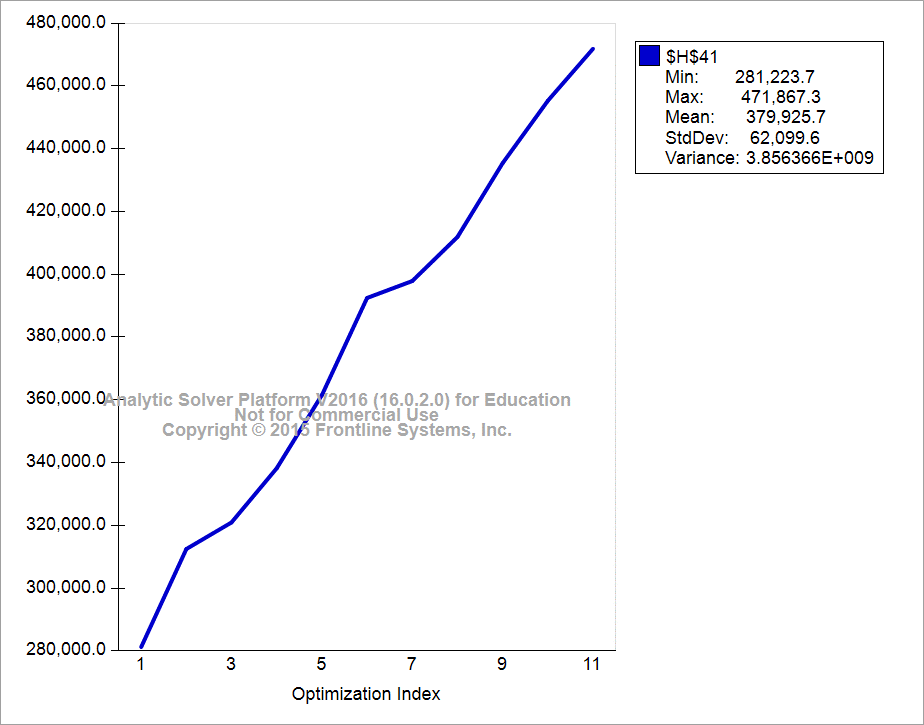 480,000.0
460,000.0
440,000.0
420,000.0
400,000.0
380,000.0
360,000.0
340,000.0
320,000.0
300,000.0
280,000.0
1 3 5 7 9 11
Optimization Index
Analytic Solver Platform V2016 (16.0.2.0) for Education
Not for Commercial Use
Copyright © 2015 Frontline Systems, Inc.
$H$41
Min: 281,223.7
Max: 471,867.3
Mean: 379,925.7
StdDev: 62,099.6
Variance: 3.856366E+009